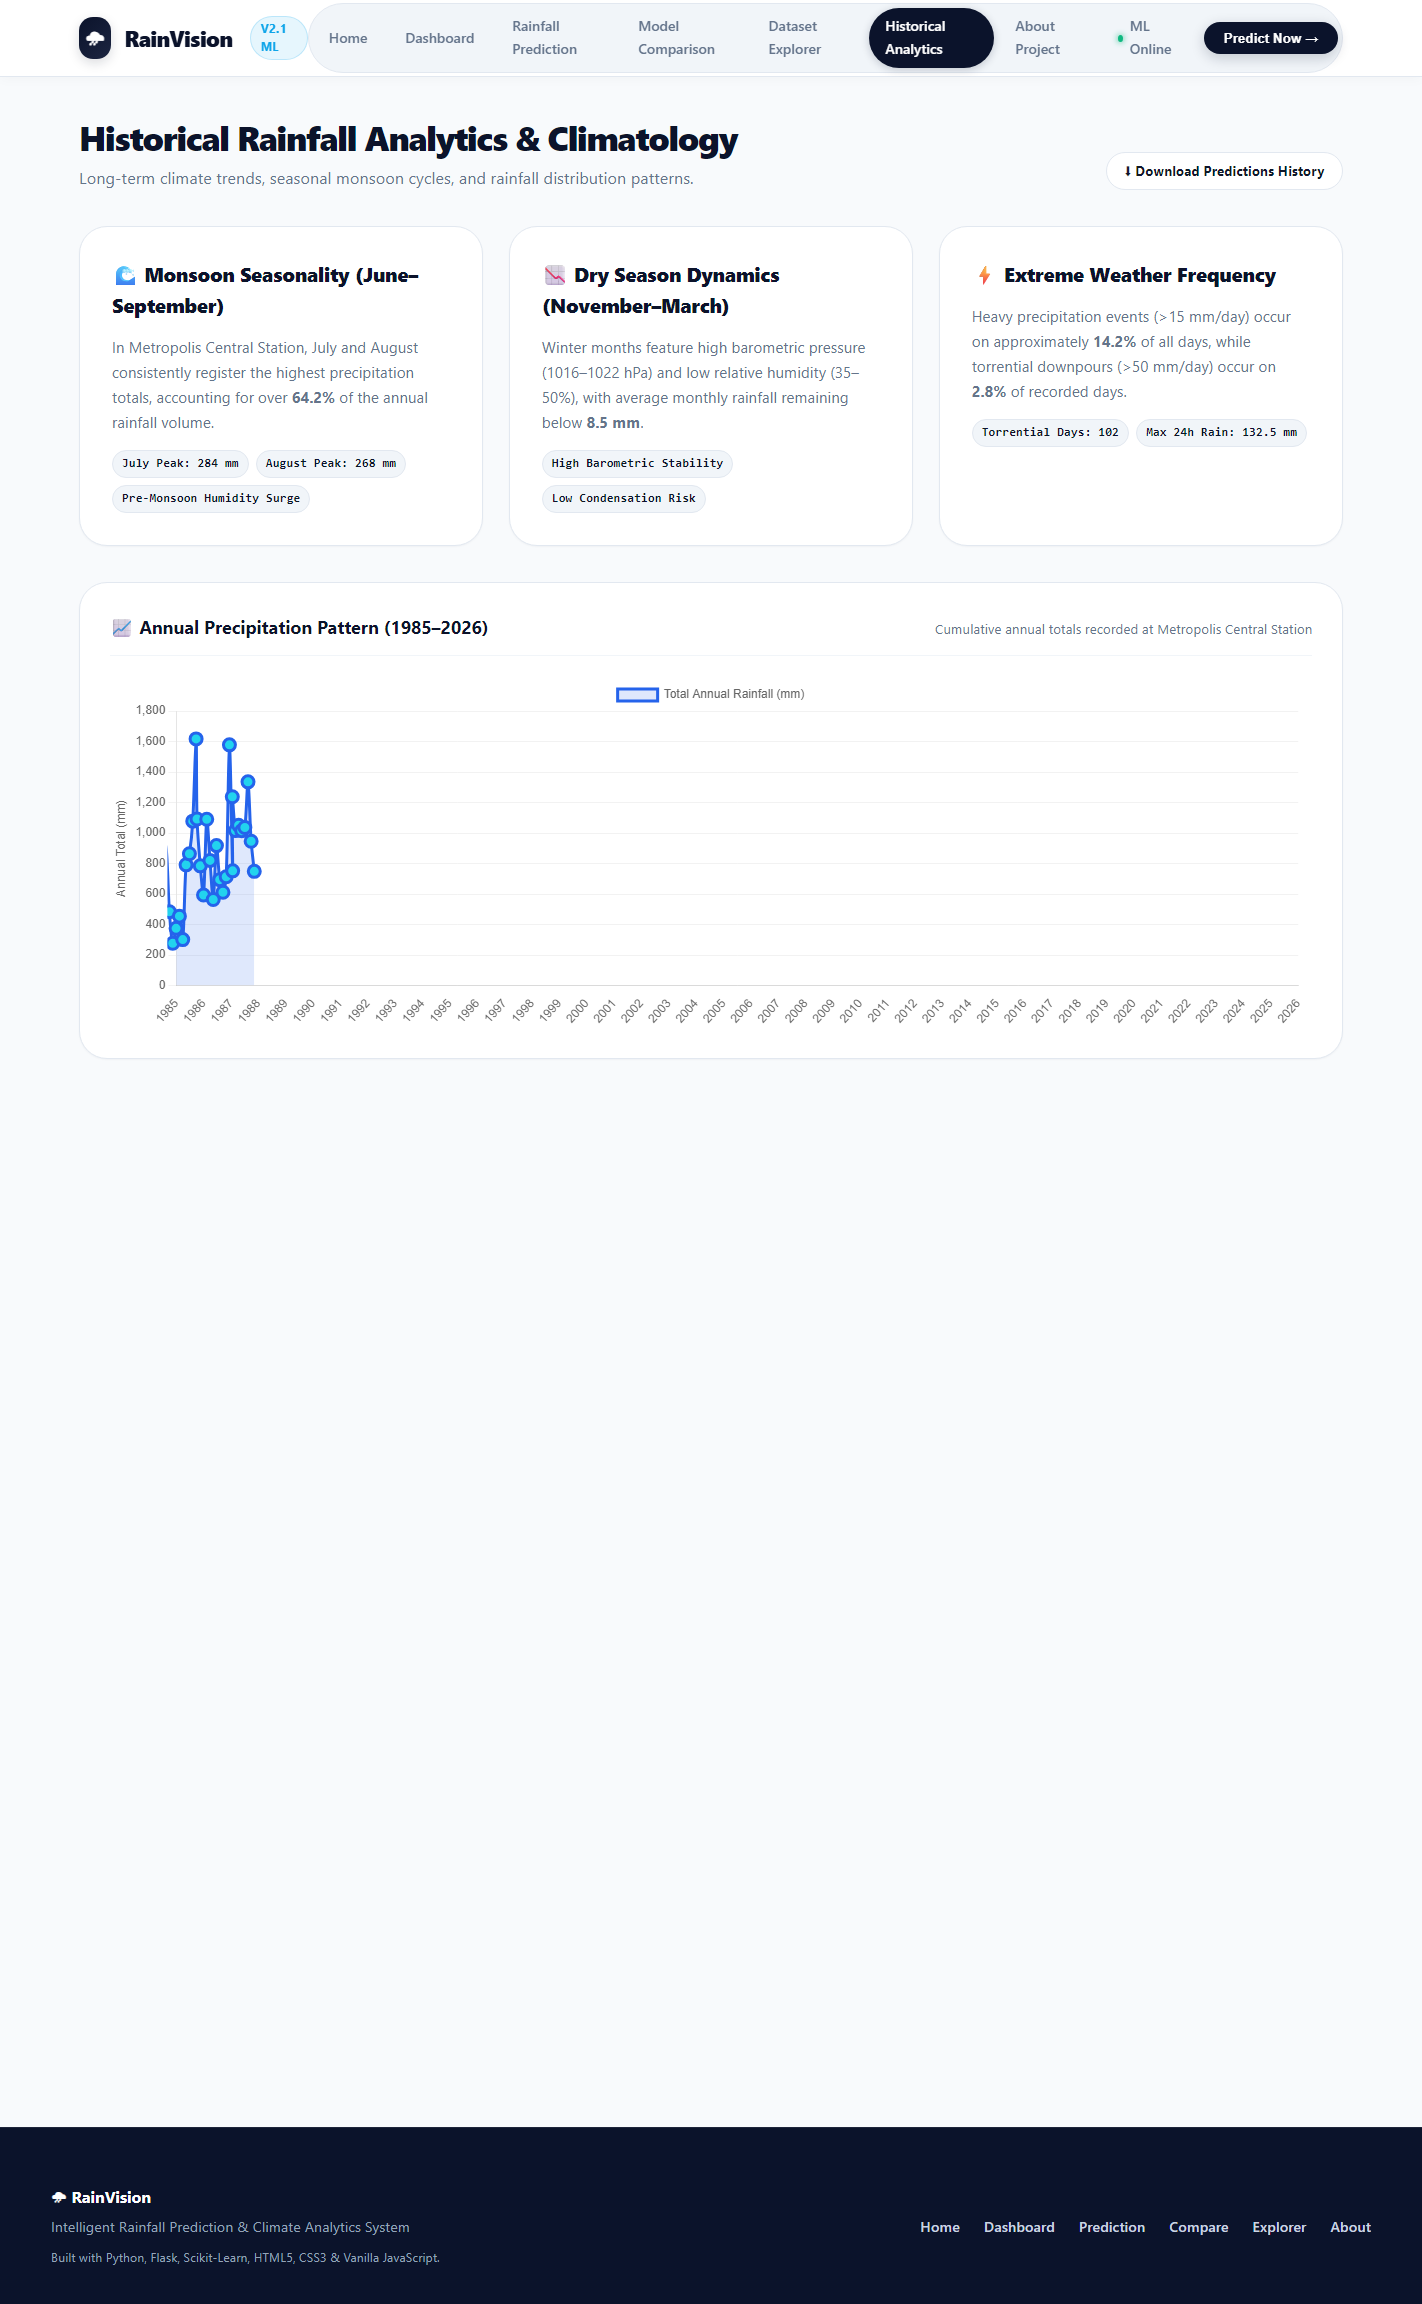 RainVision
V2.1
ML
Home
Dashboard
Rainfall
Prediction
Model
Comparison
Dataset
Explorer
Historical
Analytics
About
Project
ML
Online
Predict Now →
Historical Rainfall Analytics & Climatology
Long-term climate trends, seasonal monsoon cycles, and rainfall distribution patterns.
⬇ Download Predictions History
🌊 Monsoon Seasonality (June–
September)
In Metropolis Central Station, July and August
consistently register the highest precipitation
totals, accounting for over 64.2% of the annual
rainfall volume.
July Peak: 284 mm
August Peak: 268 mm
Pre-Monsoon Humidity Surge
📉 Dry Season Dynamics
(November–March)
Winter months feature high barometric pressure
(1016–1022 hPa) and low relative humidity (35–
50%), with average monthly rainfall remaining
below 8.5 mm.
High Barometric Stability
Low Condensation Risk
⚡ Extreme Weather Frequency
Heavy precipitation events (>15 mm/day) occur
on approximately 14.2% of all days, while
torrential downpours (>50 mm/day) occur on
2.8% of recorded days.
Torrential Days: 102
Max 24h Rain: 132.5 mm
📈 Annual Precipitation Pattern (1985–2026)
Cumulative annual totals recorded at Metropolis Central Station
Total Annual Rainfall (mm)
Annual Total (mm)
1,800
1,600
1,400
1,200
1,000
800
600
400
200
0
1985
1986
1987
1988
1989
1990
1991
1992
1993
1994
1995
1996
1997
1998
1999
2000
2001
2002
2003
2004
2005
2006
2007
2008
2009
2010
2011
2012
2013
2014
2015
2016
2017
2018
2019
2020
2021
2022
2023
2024
2025
2026
RainVision
Intelligent Rainfall Prediction & Climate Analytics System
Built with Python, Flask, Scikit-Learn, HTML5, CSS3 & Vanilla JavaScript.
Home
Dashboard
Prediction
Compare
Explorer
About